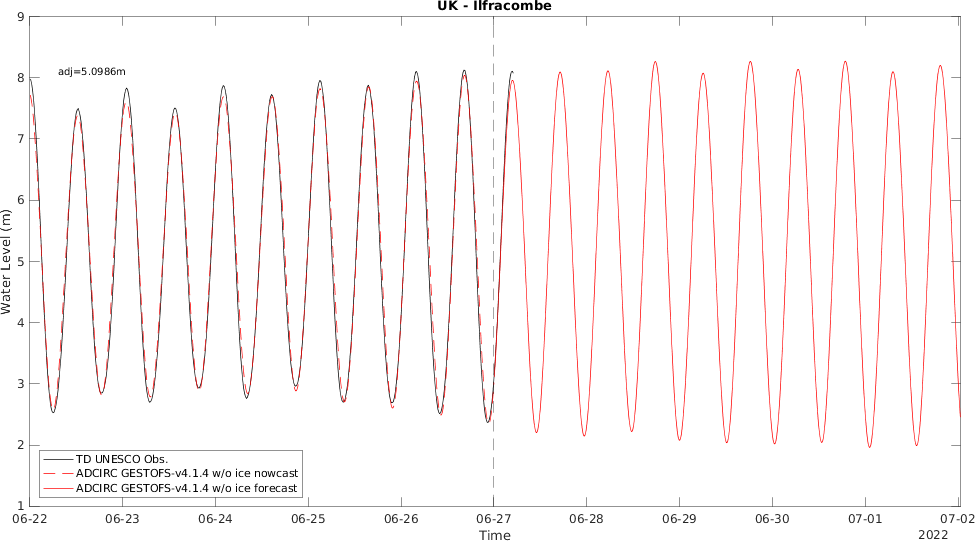 UK - Ilfracombe
adj=5.0986m
Water Level (m)
9
8
7
6
5
4
3
2
1
TD UNESCO Obs.
ADCIRC GESTOFS-v4.1.4 w/o ice nowcast
ADCIRC GESTOFS-v4.1.4 w/o ice forecast
06-22 06-23 06-24 06-25 06-26 06-27 06-28 06-29 06-30 07-01 07-02
Time
2022